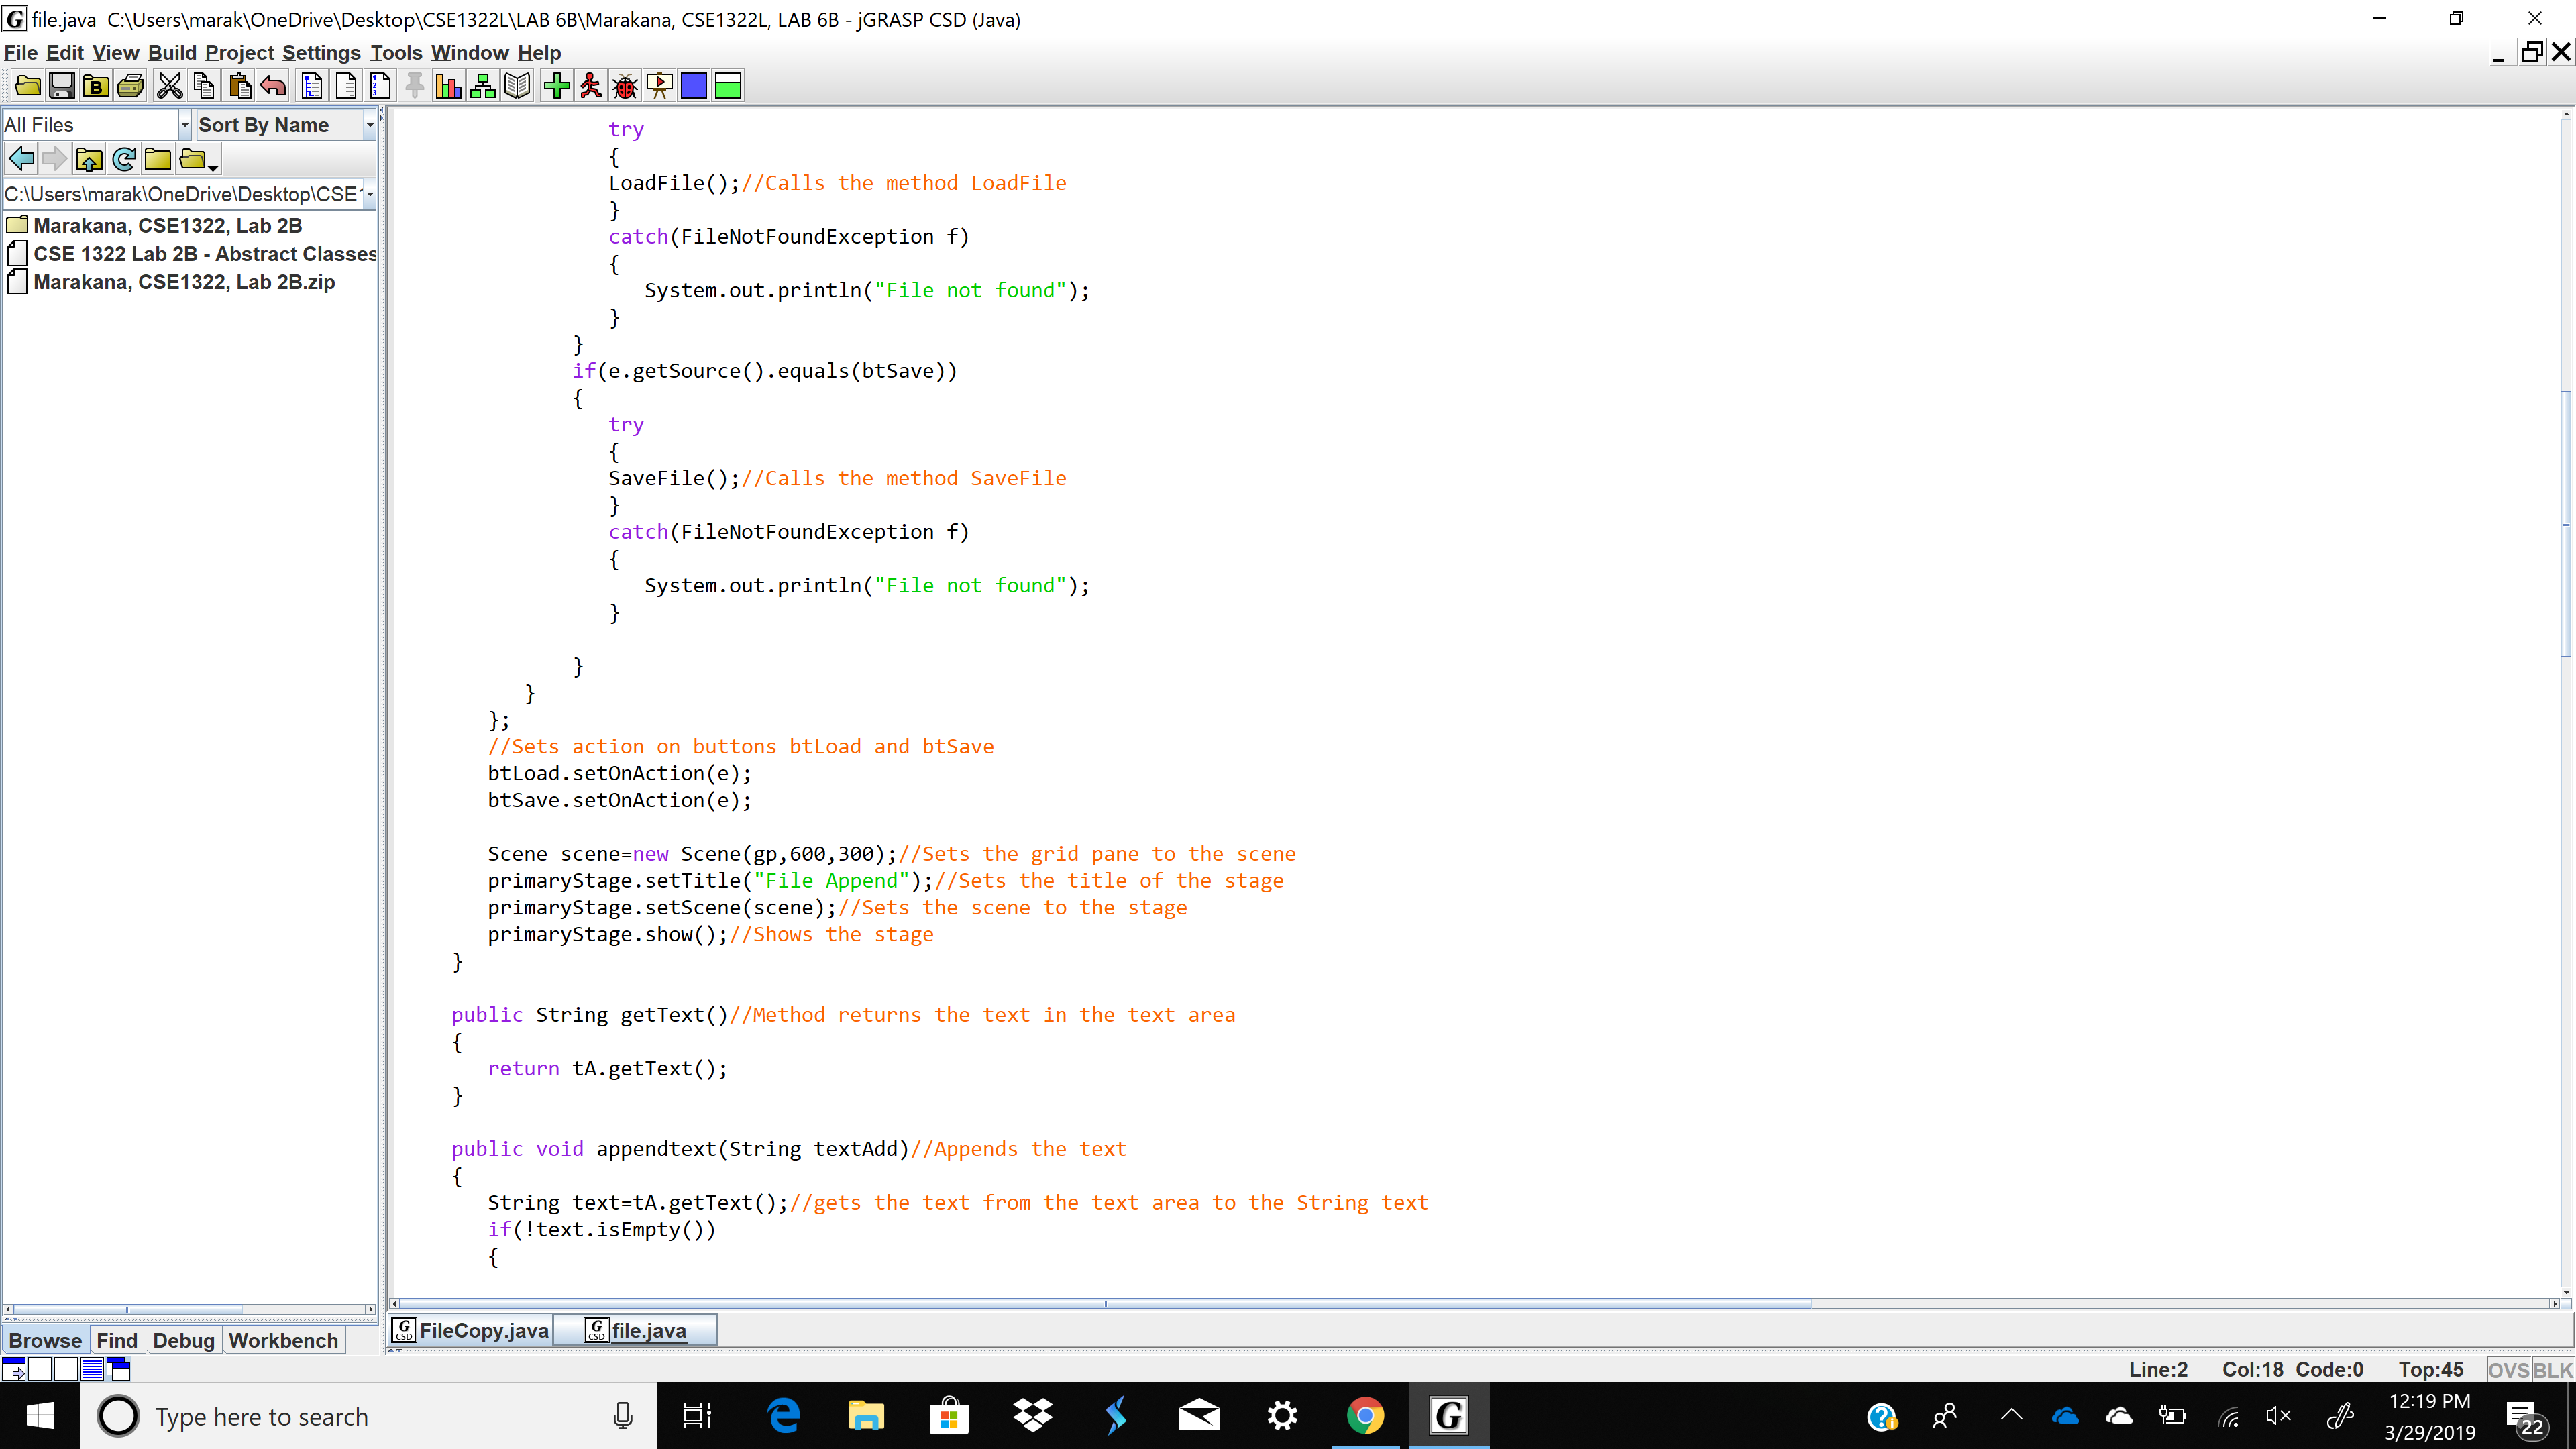 file.java  C:\Users\marak\OneDrive\Desktop\CSE1322L\LAB 6B\Marakana, CSE1322L, LAB 6B - jGRASP CSD (Java)
File Edit View Build Project Settings Tools Window Help
All Files
Sort By Name
C:\Users\marak\OneDrive\Desktop\CSE1
Marakana, CSE1322, Lab 2B
CSE 1322 Lab 2B - Abstract Classes
Marakana, CSE1322, Lab 2B.zip
try
{
LoadFile();//Calls the method LoadFile
}
catch(FileNotFoundException f)
{
System.out.println("File not found");
}
}
if(e.getSource().equals(btSave))
{
try
{
SaveFile();//Calls the method SaveFile
}
catch(FileNotFoundException f)
{
System.out.println("File not found");
}
}
}
};
//Sets action on buttons btLoad and btSave
btLoad.setOnAction(e);
btSave.setOnAction(e);
Scene scene=new Scene(gp,600,300);//Sets the grid pane to the scene
primaryStage.setTitle("File Append");//Sets the title of the stage
primaryStage.setScene(scene);//Sets the scene to the stage
primaryStage.show();//Shows the stage
}
public String getText()//Method returns the text in the text area
{
return tA.getText();
}
public void appendtext(String textAdd)//Appends the text
{
String text=tA.getText();//gets the text from the text area to the String text
if(!text.isEmpty())
{
FileCopy.java
file.java
Browse Find Debug Workbench
Line:2 Col:18 Code:0 Top:45 OVS BLK
Type here to search
12:19 PM
3/29/2019
22